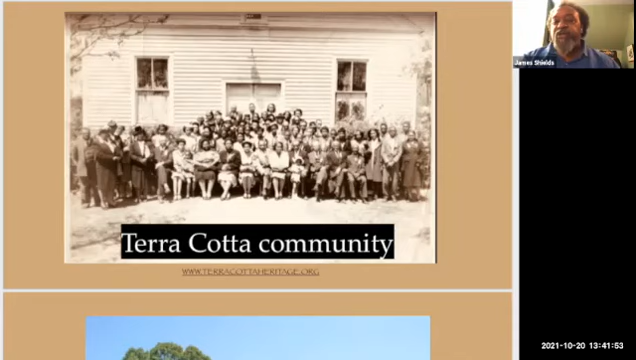 James Shields
Terra Cotta community
WWW.TERRACOTTAHERITAGE.ORG
2021-10-20 13:41:53